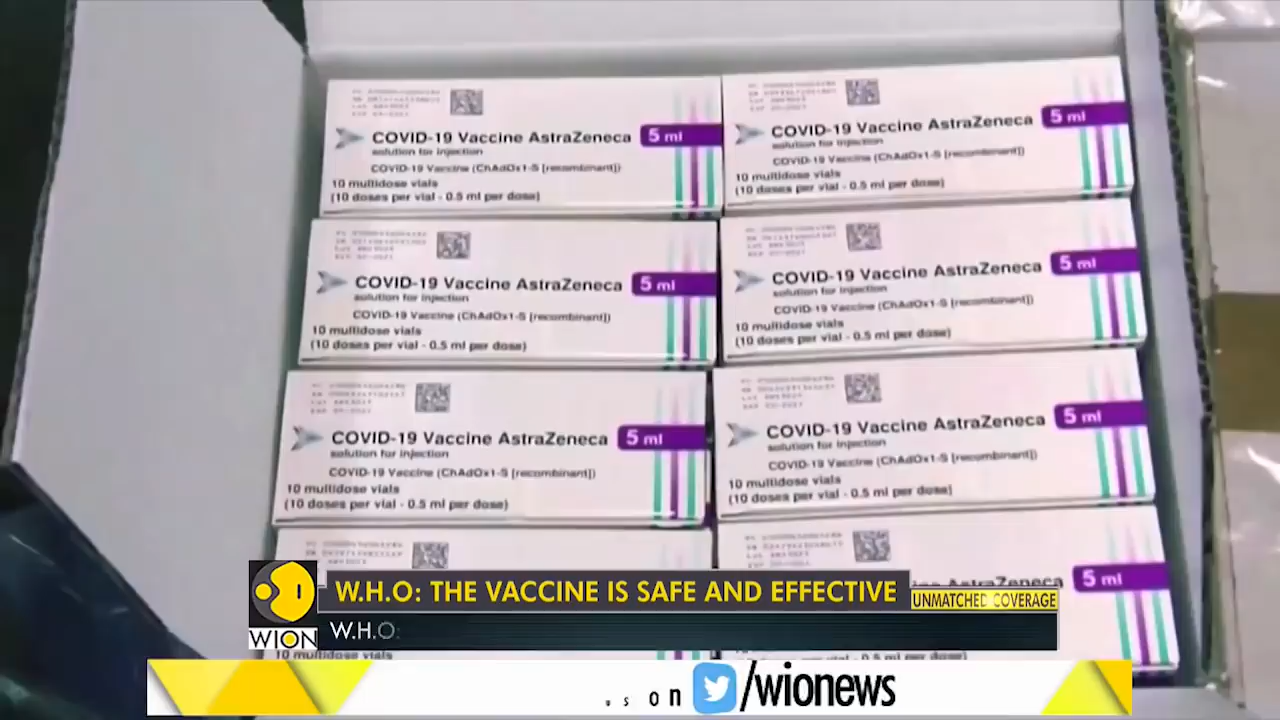 COVID-19 Vaccine AstraZeneca 5 ml
solution for injection
COVID-19 Vaccine (ChAdOx1-S [recombinant])
10 multidose vials
(10 doses per vial - 0.5 ml per dose)
COVID-19 Vaccine AstraZeneca 5 ml
solution for injection
COVID-19 Vaccine (ChAdOx1-S [recombinant])
10 multidose vials
(10 doses per vial - 0.5 ml per dose)
COVID-19 Vaccine AstraZeneca 5 ml
solution for injection
COVID-19 Vaccine (ChAdOx1-S [recombinant])
10 multidose vials
(10 doses per vial - 0.5 ml per dose)
COVID-19 Vaccine AstraZeneca 5 ml
solution for injection
COVID-19 Vaccine (ChAdOx1-S [recombinant])
10 multidose vials
(10 doses per vial - 0.5 ml per dose)
COVID-19 Vaccine AstraZeneca 5 ml
solution for injection
COVID-19 Vaccine (ChAdOx1-S [recombinant])
10 multidose vials
(10 doses per vial - 0.5 ml per dose)
COVID-19 Vaccine AstraZeneca 5 ml
solution for injection
COVID-19 Vaccine (ChAdOx1-S [recombinant])
10 multidose vials
(10 doses per vial - 0.5 ml per dose)
AstraZeneca 5 ml
W.H.O: THE VACCINE IS SAFE AND EFFECTIVE
UNMATCHED COVERAGE
WION
W.H.O:
10 multidose vials
0.5 ml per dose)
on /wionews